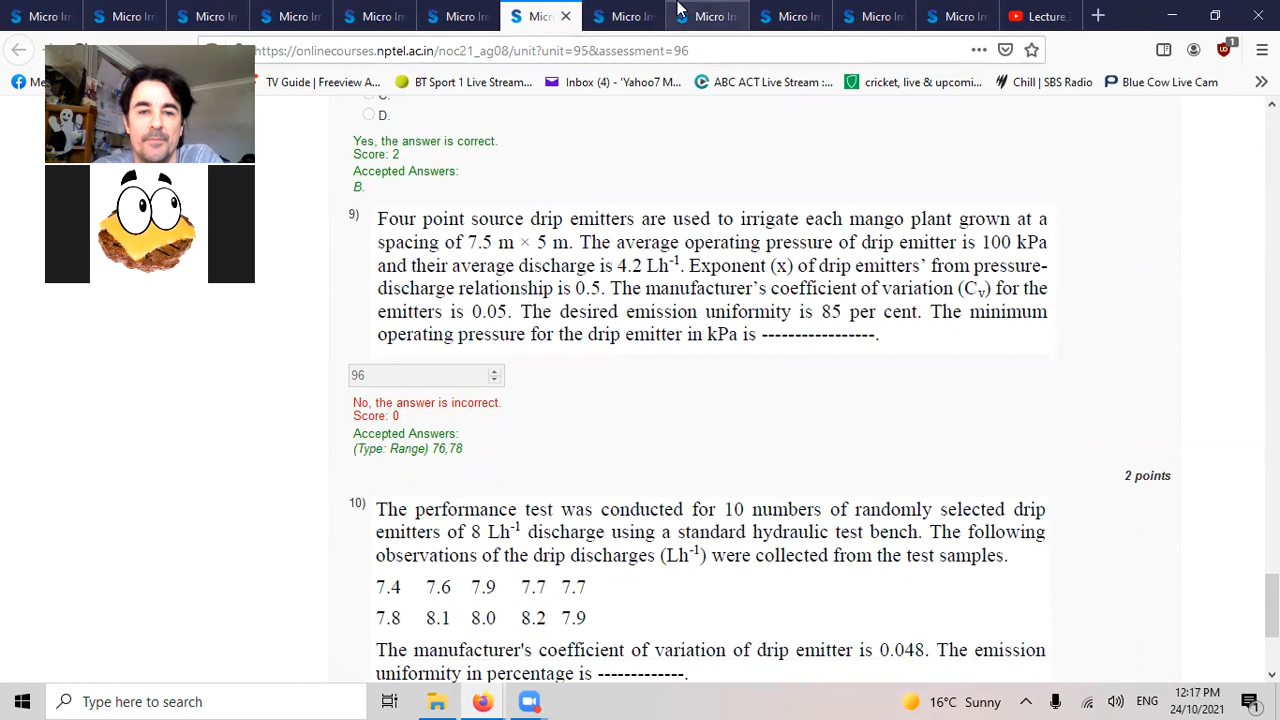 Micro Ir
Micro Ir
Micro Ir
Micro Ir
Micro Ir
Micro Ir
Micro
Micro Ir
Micro In
Micro Ir
Micro Ir
Micro Ir
Lecture
https://onlinecourses.nptel.ac.in/noc21_ag08/unit?unit=95&assessment=96
1
Me
TV Guide | Freeview A...
BT Sport 1 Live Stream...
Inbox (4) - 'Yahoo7 M...
ABC ACT Live Stream :...
cricket, live & upcomi...
Chill | SBS Radio
Blue Cow Live Cam
D.
Yes, the answer is correct.
Score: 2
Accepted Answers:
B.
9) Four point source drip emitters are used to irrigate each mango plant grown at a
spacing of 7.5 m × 5 m. The average operating pressure of drip emitter is 100 kPa
and their average discharge is 4.2 Lh⁻¹. Exponent (x) of drip emitters' from pressure-
discharge relationship is 0.5. The manufacturer's coefficient of variation (Cᵥ) for the
emitters is 0.05. The desired emission uniformity is 85 per cent. The minimum
operating pressure for the drip emitter in kPa is -----------------.
96
No, the answer is incorrect.
Score: 0
Accepted Answers:
(Type: Range) 76,78
2 points
10) The performance test was conducted for 10 numbers of randomly selected drip
emitters of 8 Lh⁻¹ discharge using a standard hydraulic test bench. The following
observations of the drip discharges (Lh⁻¹) were collected from the test samples.
7.4 7.6 7.9 7.7 7.7
7.8 8.1 8.0 8.2 7.9
The manufacturer's coefficient of variation of drip emitter is 0.048. The emission
uniformity in percentage is -------------.
Type here to search
16°C Sunny
ENG
12:17 PM
24/10/2021
1